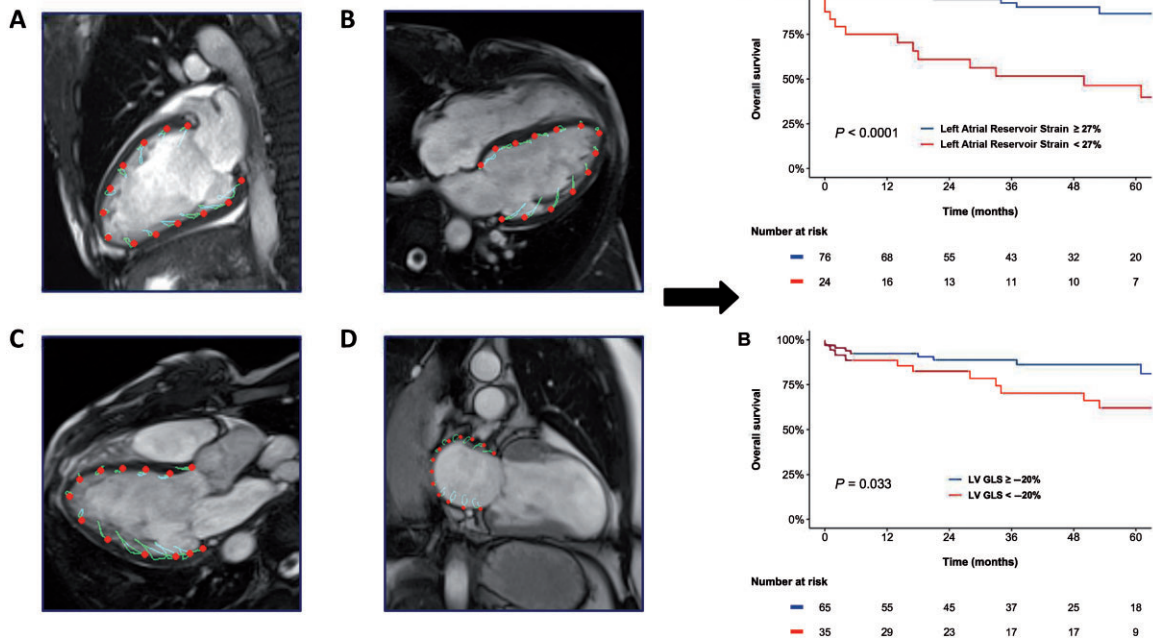 A
B
C
D
75%
50%
25%
0%
Overall survival
P < 0.0001
Left Atrial Reservoir Strain ≥ 27%
Left Atrial Reservoir Strain < 27%
0 12 24 36 48 60
Time (months)
Number at risk
76 68 55 43 32 20
24 16 13 11 10 7
B
100%
75%
50%
25%
0%
Overall survival
P = 0.033
LV GLS ≥ –20%
LV GLS < –20%
0 12 24 36 48 60
Time (months)
Number at risk
65 55 45 37 25 18
35 29 23 17 17 9